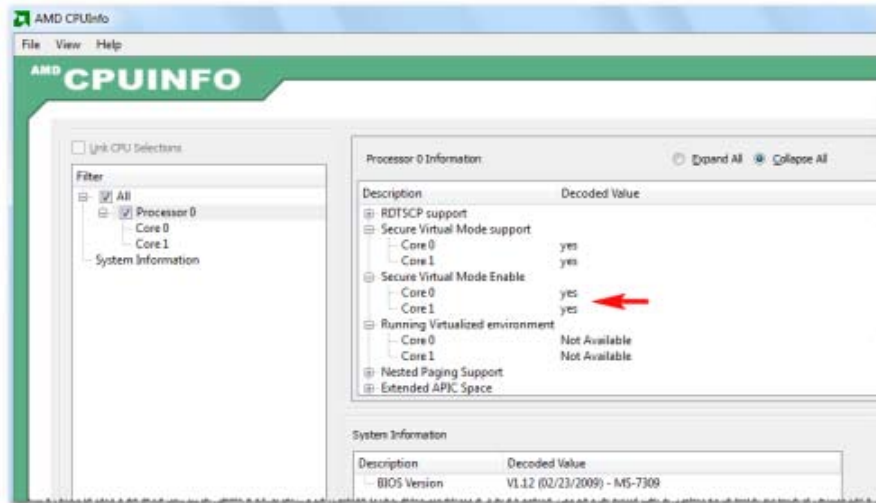 AMD CPUInfo
File View Help
AMD CPUINFO
Link CPU Selections
Filter
All
Processor 0
Core 0
Core 1
System Information
Processor 0 Information
Expand All Collapse All
Description Decoded Value
RDTSCP support
Secure Virtual Mode support
Core 0 yes
Core 1 yes
Secure Virtual Mode Enable
Core 0 yes
Core 1 yes
Running Virtualized environment
Core 0 Not Available
Core 1 Not Available
Nested Paging Support
Extended APIC Space
System Information
Description Decoded Value
BIOS Version V1.12 (02/23/2009) - MS-7309